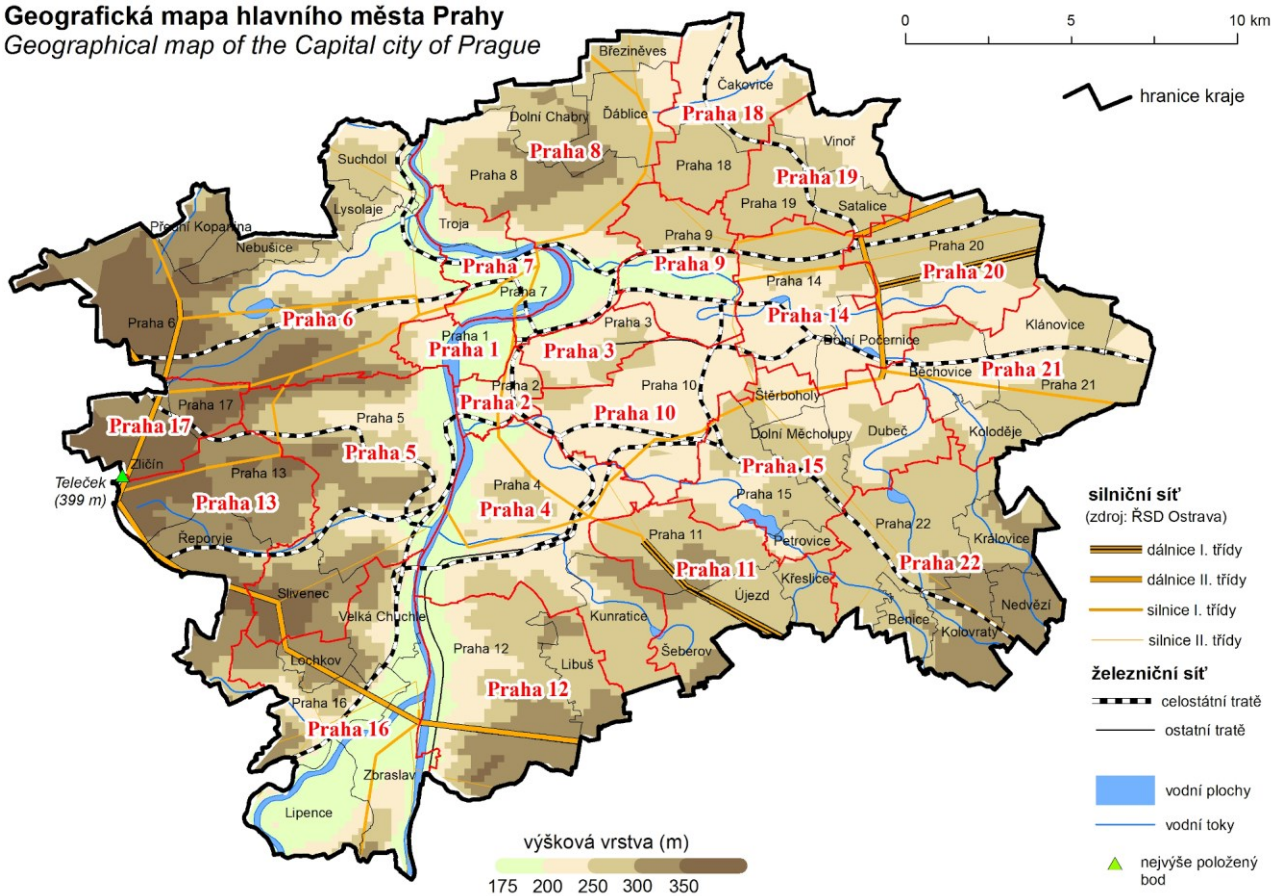 Geografická mapa hlavního města Prahy
Geographical map of the Capital city of Prague
0 5 10 km
hranice kraje
Březiněves
Čakovice
Dolní Chabry
Ďáblice
Praha 18
Vinoř
Praha 8
Suchdol
Praha 8
Praha 18
Praha 19
Lysolaje
Praha 19
Satalice
Přední Kopanina
Troja
Nebušice
Praha 9
Praha 20
Praha 7
Praha 9
Praha 20
Praha 14
Praha 7
Praha 6
Praha 6
Praha 14
Praha 3
Klánovice
Praha 1
Dolní Počernice
Praha 1
Praha 3
Praha 21
Běchovice
Praha 2
Praha 10
Praha 21
Štěrboholy
Praha 2
Praha 17
Praha 5
Praha 10
Praha 17
Dubeč
Koloděje
Dolní Měcholupy
Praha 5
Zličín
Praha 13
Praha 15
Teleček
(399 m)
Praha 4
Praha 15
Praha 13
Praha 4
Praha 22
Řeporyje
Praha 11
Petrovice
Královice
Praha 11
Praha 22
Křeslice
Slivenec
Újezd
Nedvězí
Velká Chuchle
Kunratice
Benice
Kolovraty
Praha 12
Šeberov
Lochkov
Libuš
Praha 12
Praha 16
Praha 16
Zbraslav
Lipence
výšková vrstva (m)
175 200 250 300 350
silniční síť
(zdroj: ŘSD Ostrava)
dálnice I. třídy
dálnice II. třídy
silnice I. třídy
silnice II. třídy
železniční síť
celostátní tratě
ostatní tratě
vodní plochy
vodní toky
nejvýše položený
bod